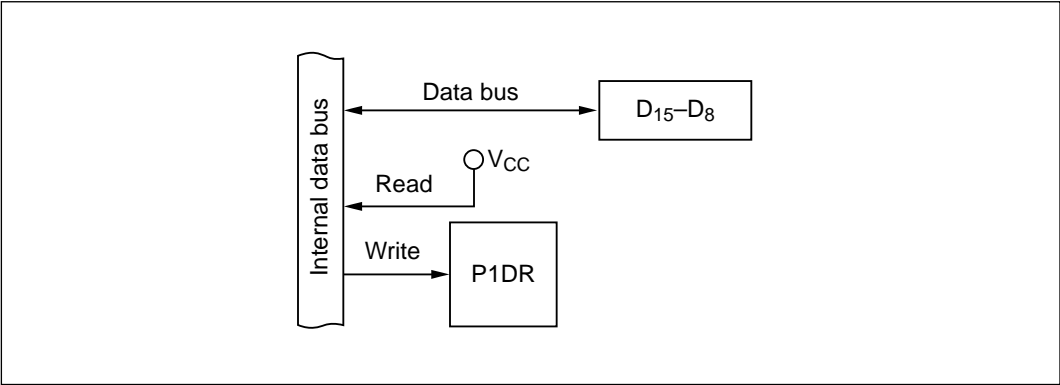 Internal data bus
Data bus
D15–D8
VCC
Read
Write
P1DR